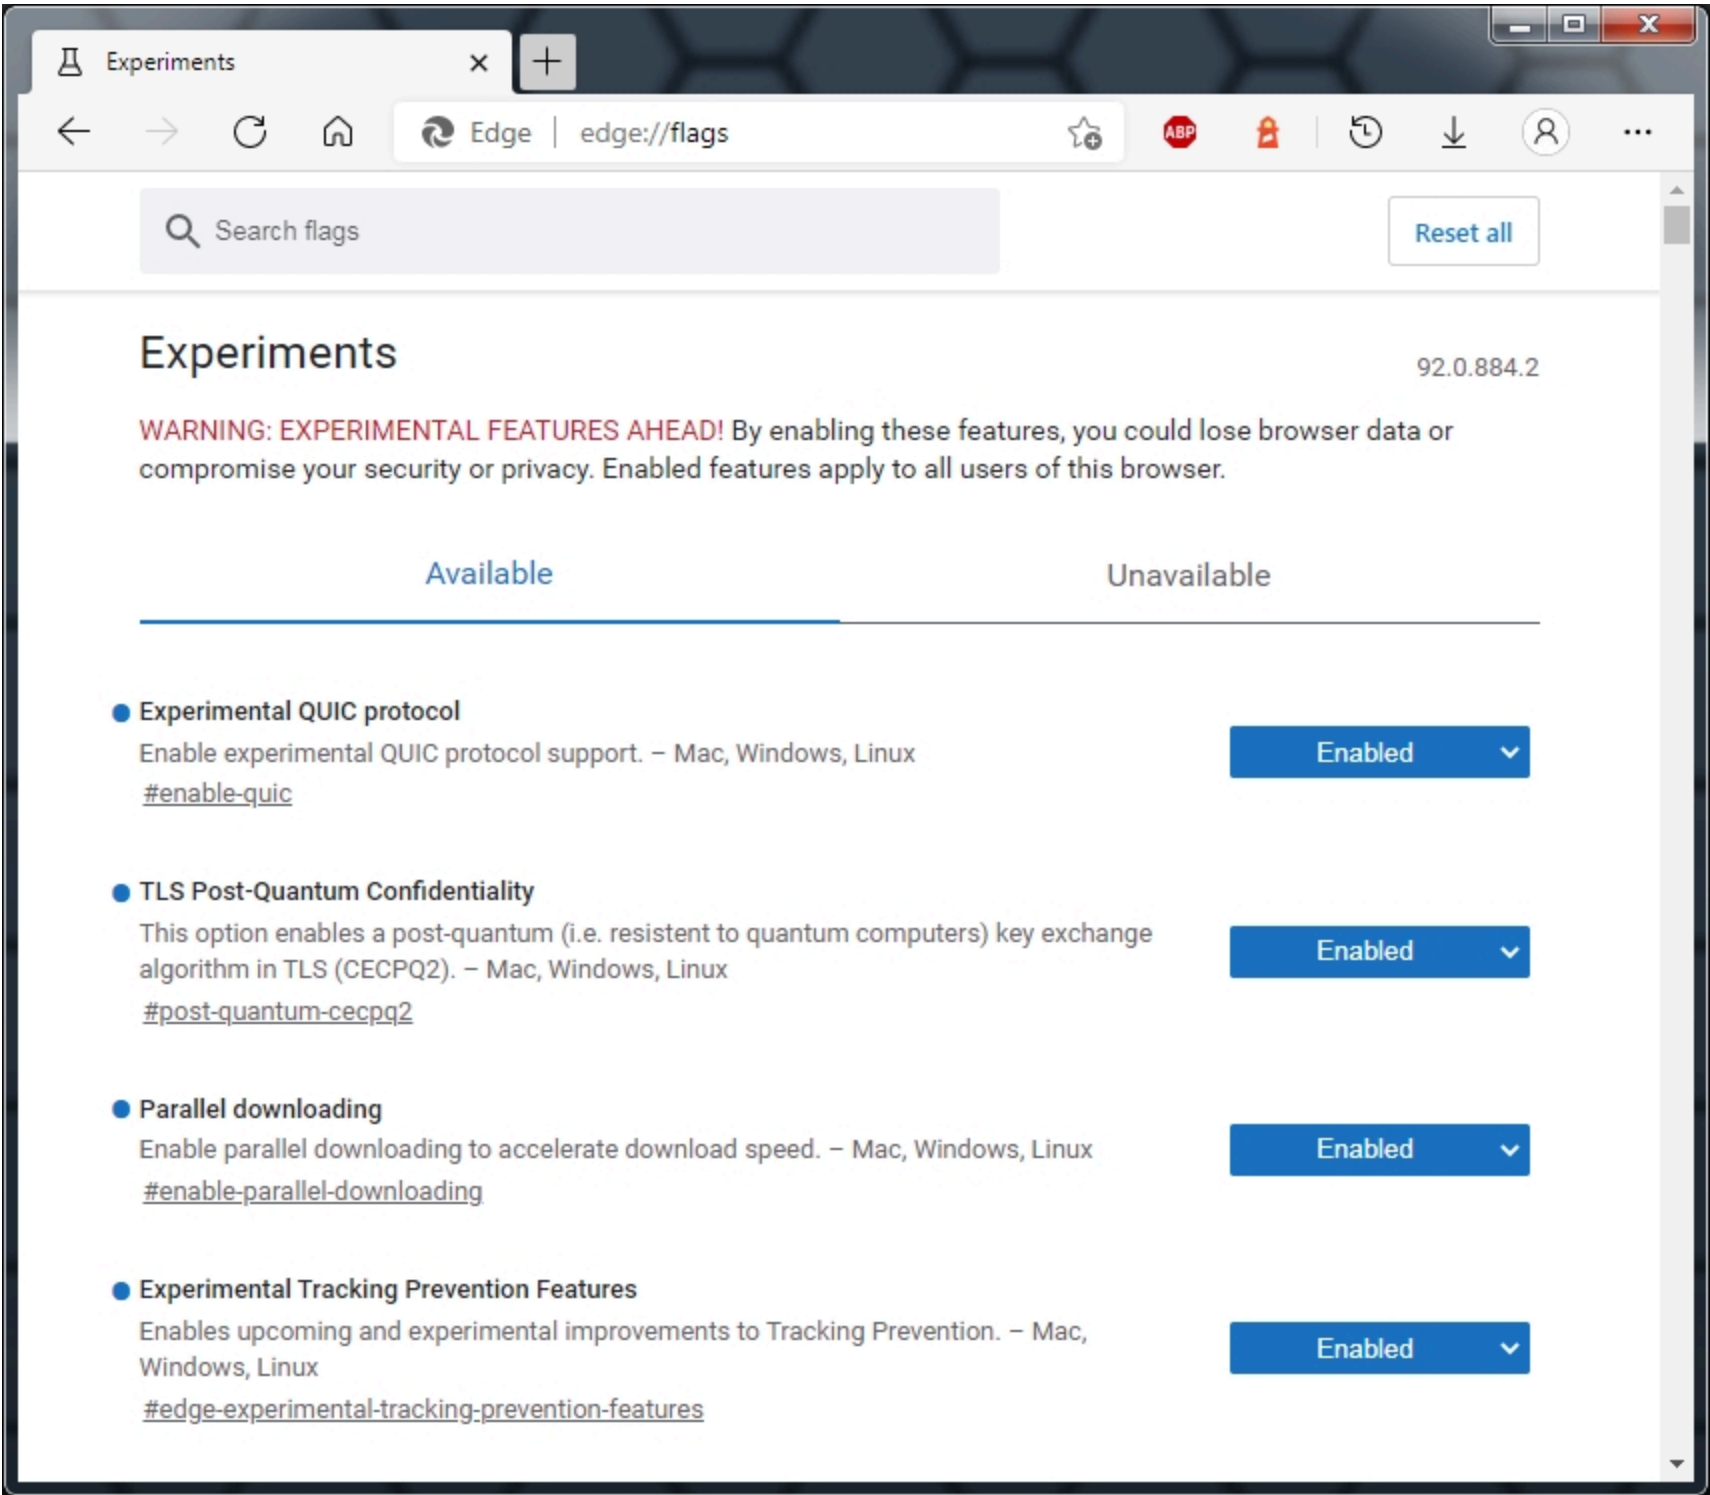 Experiments
Edge | edge://flags
ABP
Search flags
Reset all
Experiments
92.0.884.2
WARNING: EXPERIMENTAL FEATURES AHEAD! By enabling these features, you could lose browser data or
compromise your security or privacy. Enabled features apply to all users of this browser.
Available
Unavailable
Experimental QUIC protocol
Enable experimental QUIC protocol support. – Mac, Windows, Linux
#enable-quic
Enabled
TLS Post-Quantum Confidentiality
This option enables a post-quantum (i.e. resistent to quantum computers) key exchange
algorithm in TLS (CECPQ2). – Mac, Windows, Linux
#post-quantum-cecpq2
Enabled
Parallel downloading
Enable parallel downloading to accelerate download speed. – Mac, Windows, Linux
#enable-parallel-downloading
Enabled
Experimental Tracking Prevention Features
Enables upcoming and experimental improvements to Tracking Prevention. – Mac,
Windows, Linux
#edge-experimental-tracking-prevention-features
Enabled